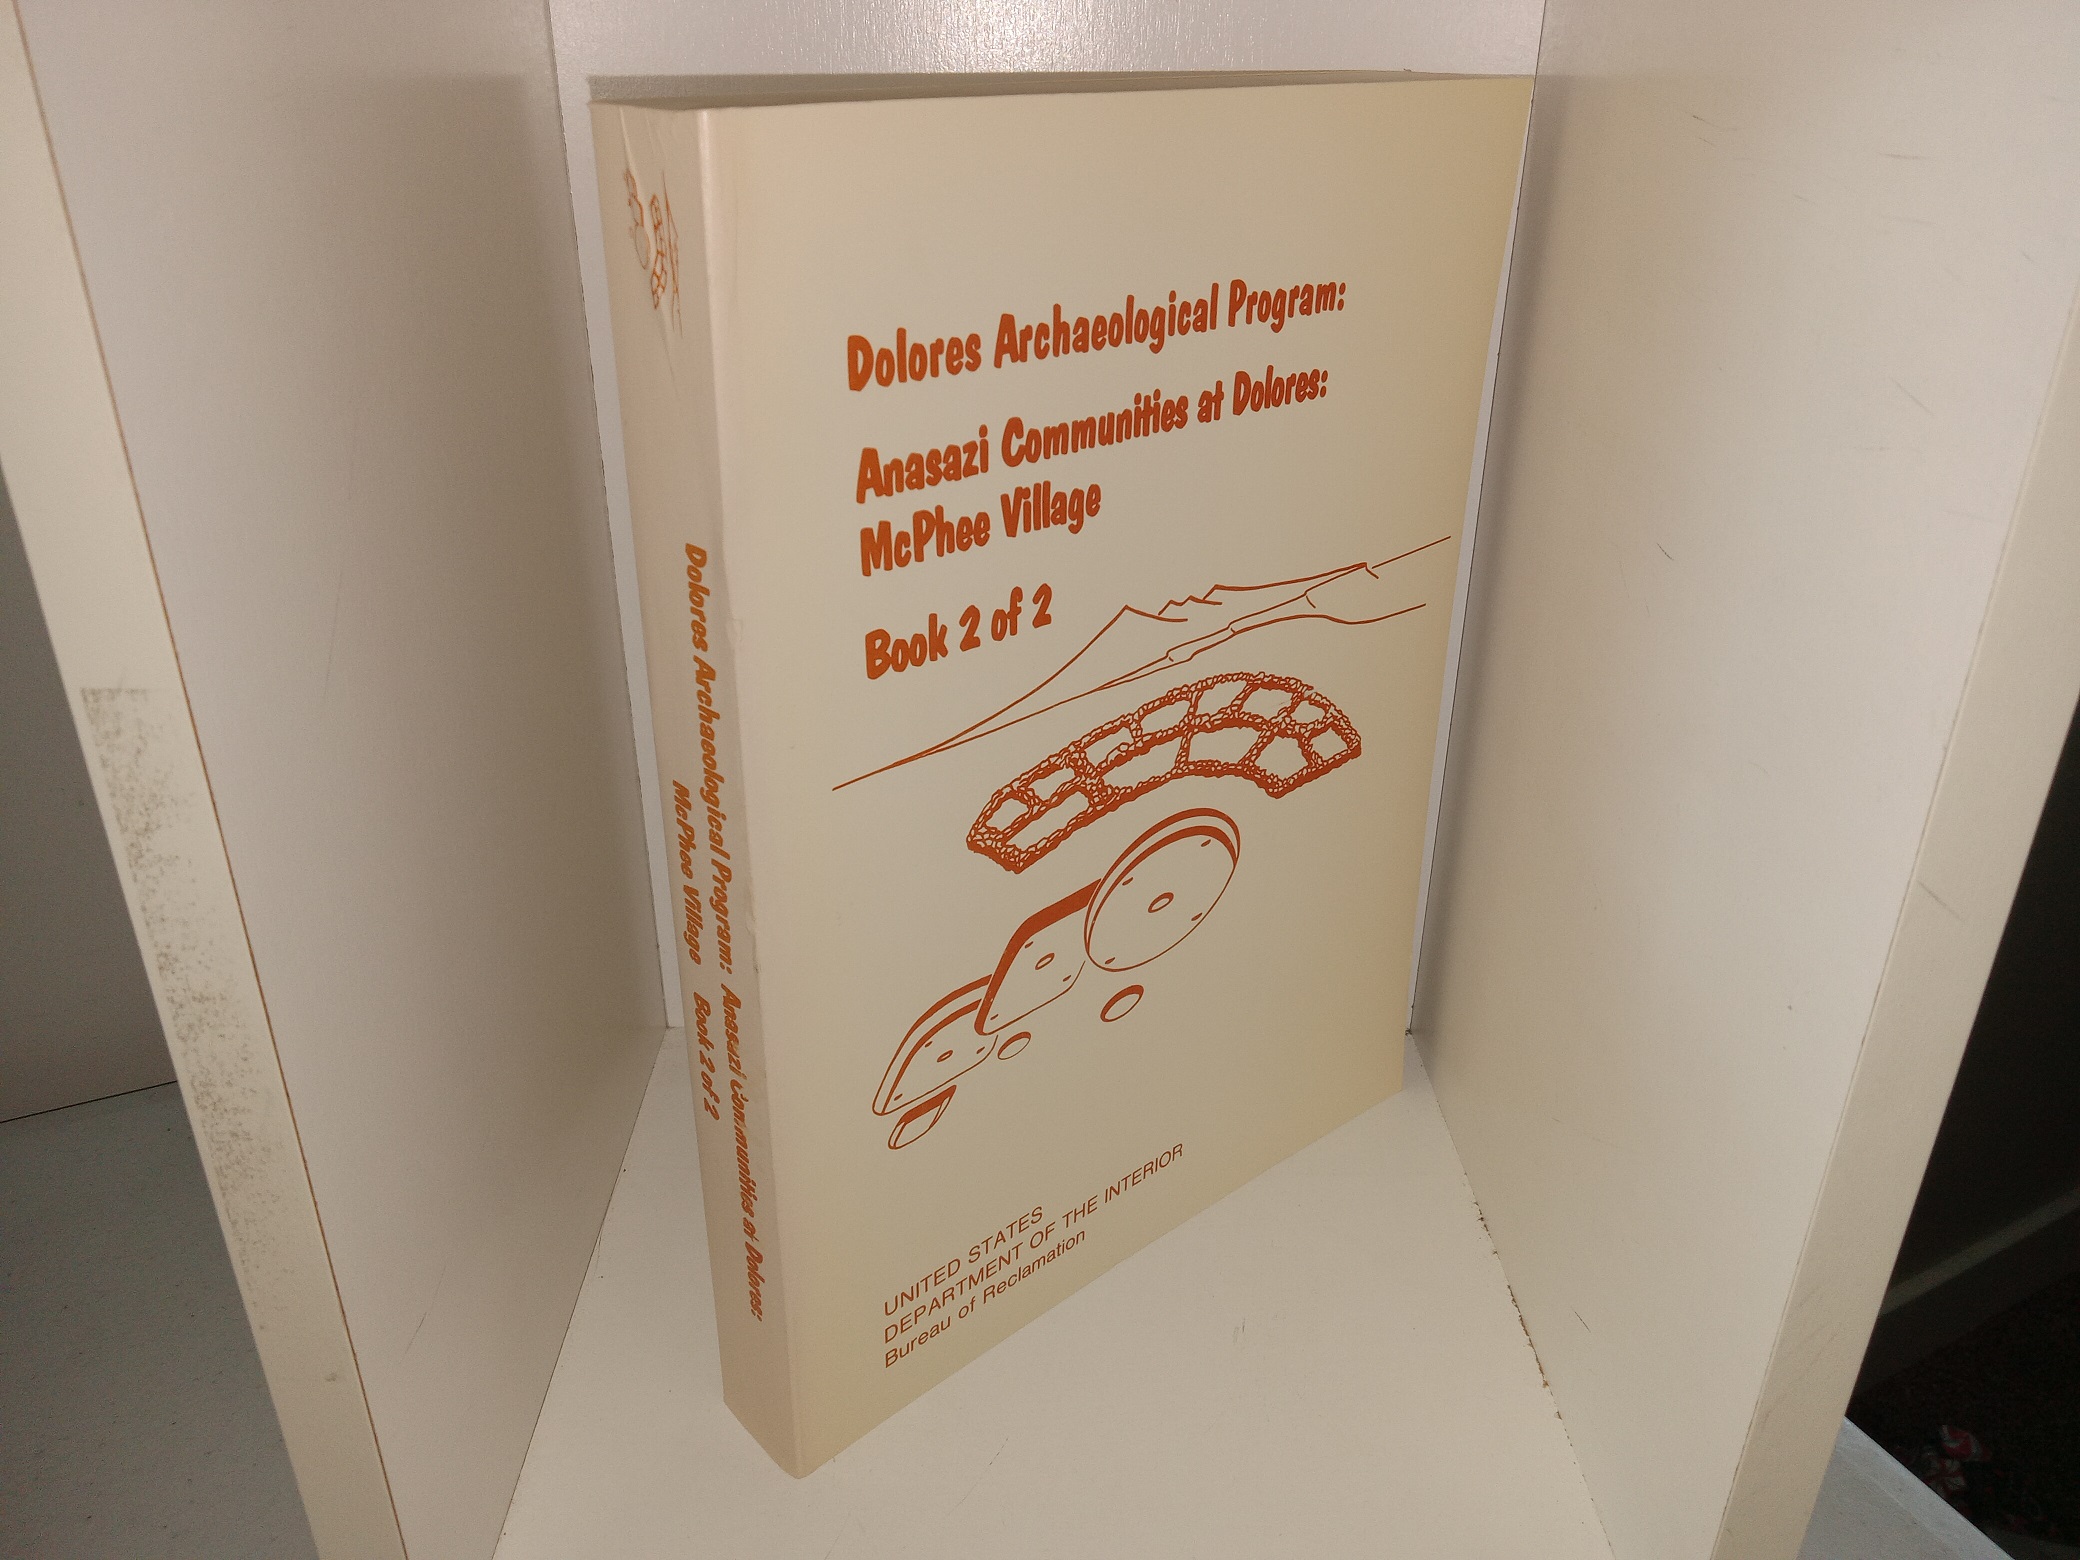 Dolores Archaeological Program:
Anasazi Communities at Dolores:
McPhee Village
Book 2 of 2
UNITED STATES
DEPARTMENT OF THE INTERIOR
Bureau of Reclamation
Dolores Archaeological Program: Anasazi Communities at Dolores:
McPhee Village Book 2 of 2